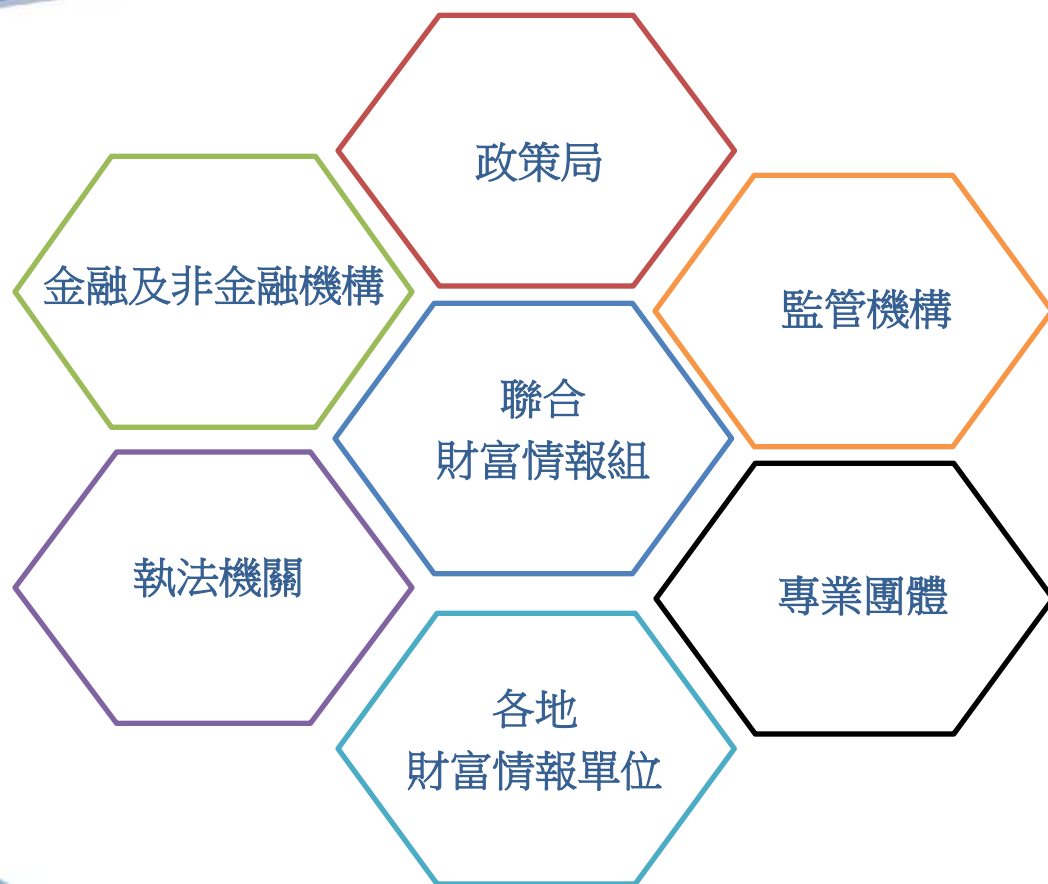 政策局
金融及非金融機構
監管機構
聯合
財富情報組
執法機關
專業團體
各地
財富情報單位